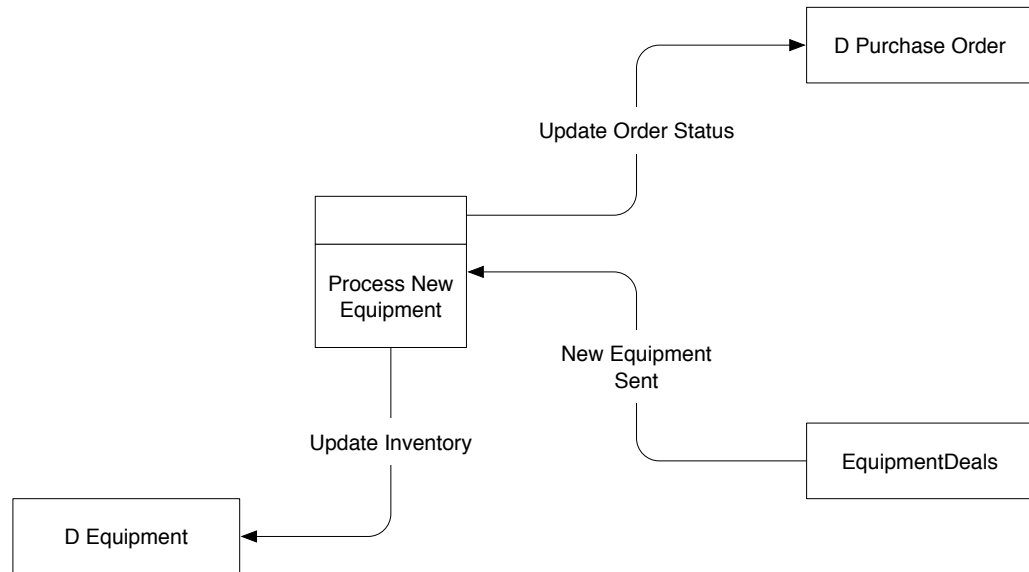 D Purchase Order
Update Order Status
Process New
Equipment
New Equipment
Sent
Update Inventory
EquipmentDeals
D Equipment